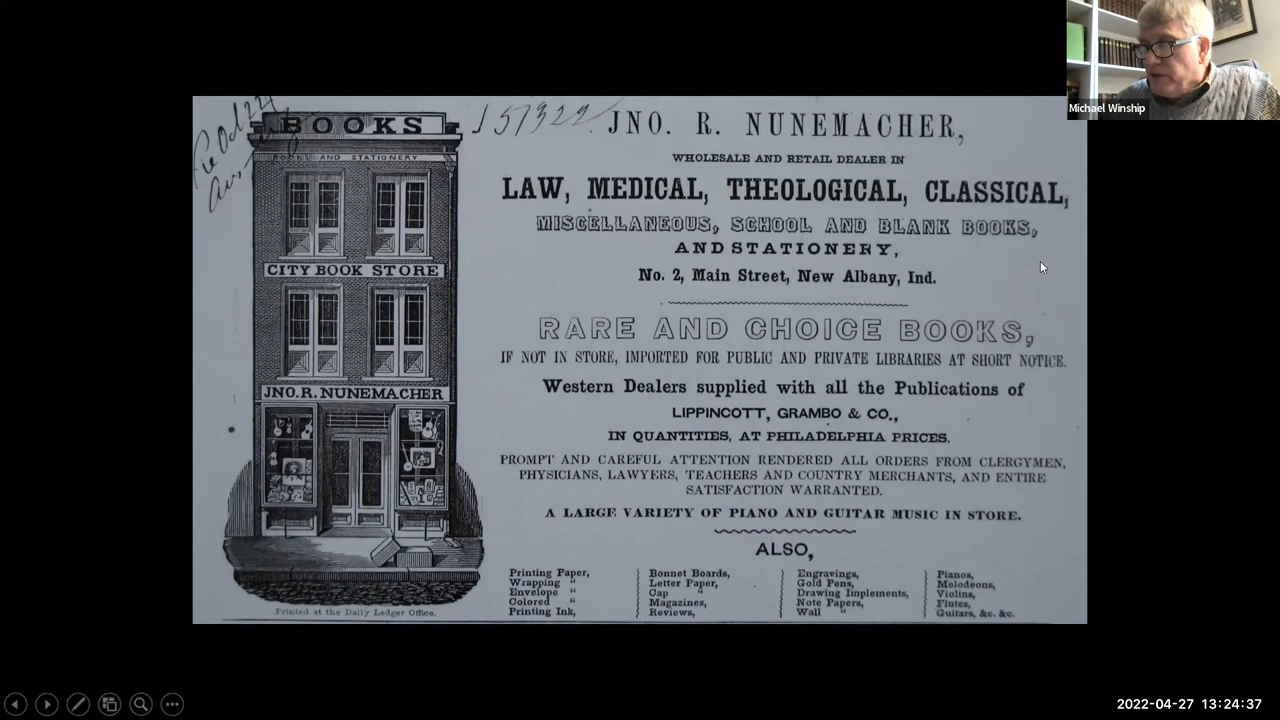 Michael Winship
BOOKS
BOOKS AND STATIONERY
CITY BOOK STORE
JNO. R. NUNEMACHER
Printed at the Daily Ledger Office.
157322
JNO. R. NUNEMACHER,
WHOLESALE AND RETAIL DEALER IN
LAW, MEDICAL, THEOLOGICAL, CLASSICAL,
MISCELLANEOUS, SCHOOL AND BLANK BOOKS,
AND STATIONERY,
No. 2, Main Street, New Albany, Ind.
RARE AND CHOICE BOOKS,
IF NOT IN STORE, IMPORTED FOR PUBLIC AND PRIVATE LIBRARIES AT SHORT NOTICE.
Western Dealers supplied with all the Publications of
LIPPINCOTT, GRAMBO & CO.,
IN QUANTITIES, AT PHILADELPHIA PRICES.
PROMPT AND CAREFUL ATTENTION RENDERED ALL ORDERS FROM CLERGYMEN,
PHYSICIANS, LAWYERS, TEACHERS AND COUNTRY MERCHANTS, AND ENTIRE
SATISFACTION WARRANTED.
A LARGE VARIETY OF PIANO AND GUITAR MUSIC IN STORE.
ALSO,
Printing Paper,
Wrapping "
Envelope "
Colored "
Printing Ink,
Bonnet Boards,
Letter Paper,
Cap "
Magazines,
Reviews,
Engravings,
Gold Pens,
Drawing Implements,
Note Papers,
Wall "
Pianos,
Melodeons,
Violins,
Flutes,
Guitars, &c. &c.
2022-04-27 13:24:37